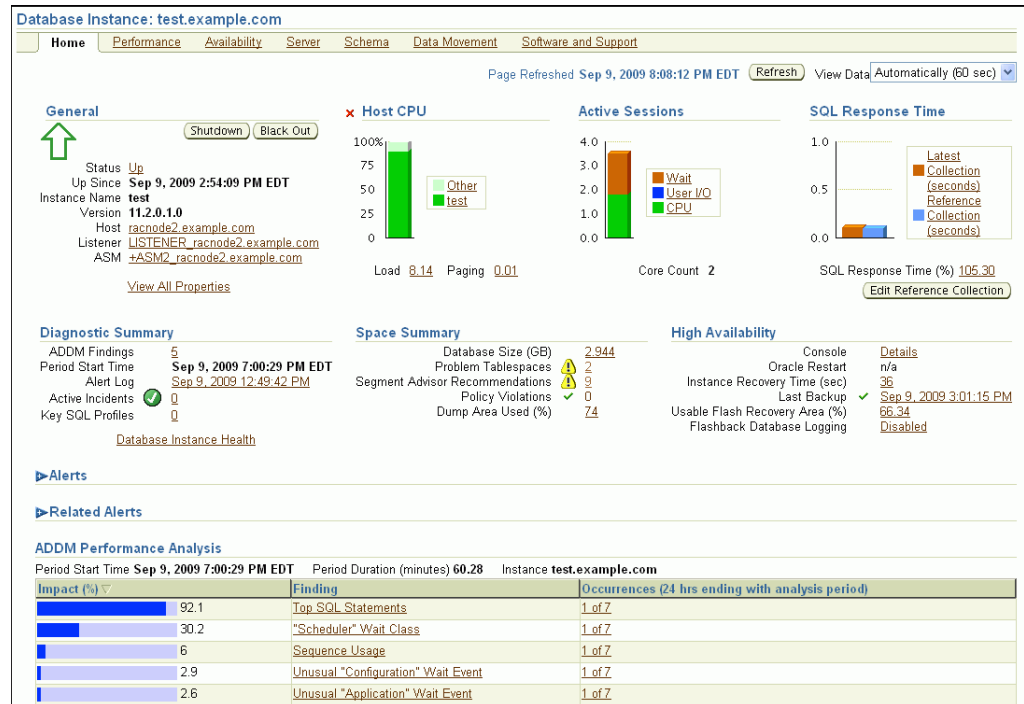 Database Instance: test.example.com
Home Performance Availability Server Schema Data Movement Software and Support
Page Refreshed Sep 9, 2009 8:08:12 PM EDT Refresh View Data Automatically (60 sec)
General
Shutdown Black Out
Status Up
Up Since Sep 9, 2009 2:54:09 PM EDT
Instance Name test
Version 11.2.0.1.0
Host racnode2.example.com
Listener LISTENER_racnode2.example.com
ASM +ASM2_racnode2.example.com
View All Properties
Host CPU
100%
75
50
25
0
Other
test
Load 8.14 Paging 0.01
Active Sessions
4.0
3.0
2.0
1.0
0.0
Wait
User I/O
CPU
Core Count 2
SQL Response Time
1.0
0.5
0.0
Latest
Collection
(seconds)
Reference
Collection
(seconds)
SQL Response Time (%) 105.30
Edit Reference Collection
Diagnostic Summary
ADDM Findings 5
Period Start Time Sep 9, 2009 7:00:29 PM EDT
Alert Log Sep 9, 2009 12:49:42 PM
Active Incidents 0
Key SQL Profiles 0
Database Instance Health
Space Summary
Database Size (GB) 2.944
Problem Tablespaces 2
Segment Advisor Recommendations 9
Policy Violations 0
Dump Area Used (%) 74
High Availability
Console Details
Oracle Restart n/a
Instance Recovery Time (sec) 36
Last Backup Sep 9, 2009 3:01:15 PM
Usable Flash Recovery Area (%) 66.34
Flashback Database Logging Disabled
Alerts
Related Alerts
ADDM Performance Analysis
Period Start Time Sep 9, 2009 7:00:29 PM EDT Period Duration (minutes) 60.28 Instance test.example.com
Impact (%) Finding Occurrences (24 hrs ending with analysis period)
92.1 Top SQL Statements 1 of 7
30.2 "Scheduler" Wait Class 1 of 7
6 Sequence Usage 1 of 7
2.9 Unusual "Configuration" Wait Event 1 of 7
2.6 Unusual "Application" Wait Event 1 of 7